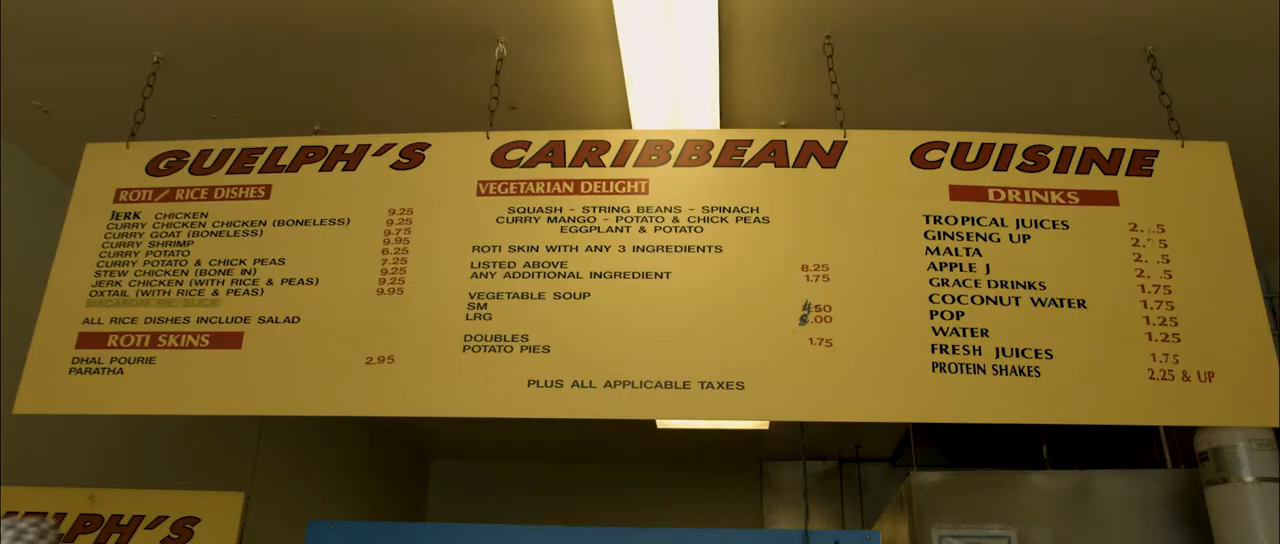 GUELPH'S CARIBBEAN CUISINE
ROTI / RICE DISHES
JERK CHICKEN 9.25
CURRY CHICKEN CHICKEN (BONELESS) 9.25
CURRY GOAT (BONELESS) 9.75
CURRY SHRIMP 9.95
CURRY POTATO 6.25
CURRY POTATO & CHICK PEAS 7.25
STEW CHICKEN (BONE IN) 9.25
JERK CHICKEN (WITH RICE & PEAS) 9.25
OXTAIL (WITH RICE & PEAS) 9.95
MACARONI PIE SLICE
ALL RICE DISHES INCLUDE SALAD
ROTI SKINS
DHAL POURIE 2.95
PARATHA
VEGETARIAN DELIGHT
SQUASH - STRING BEANS - SPINACH
CURRY MANGO - POTATO & CHICK PEAS
EGGPLANT & POTATO
ROTI SKIN WITH ANY 3 INGREDIENTS
LISTED ABOVE 8.25
ANY ADDITIONAL INGREDIENT 1.75
VEGETABLE SOUP
SM 4.50
LRG .00
DOUBLES 1.75
POTATO PIES
PLUS ALL APPLICABLE TAXES
DRINKS
TROPICAL JUICES
GINSENG UP
MALTA
APPLE J
GRACE DRINKS 1.75
COCONUT WATER 1.75
POP 1.25
WATER 1.25
FRESH JUICES 1.75
PROTEIN SHAKES 2.25 & UP
ELPH'S